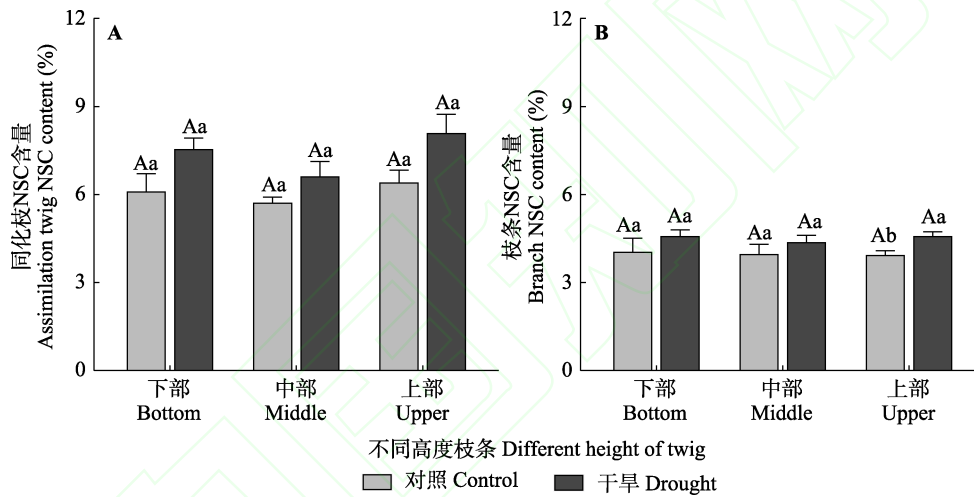 A
同化枝NSC含量
Assimilation twig NSC content (%)
12
9
6
3
0
Aa
Aa
Aa
Aa
Aa
Aa
下部
Bottom
中部
Middle
上部
Upper
B
枝条NSC含量
Branch NSC content (%)
12
9
6
3
0
Aa
Aa
Aa
Aa
Ab
Aa
下部
Bottom
中部
Middle
上部
Upper
不同高度枝条 Different height of twig
对照 Control
干旱 Drought